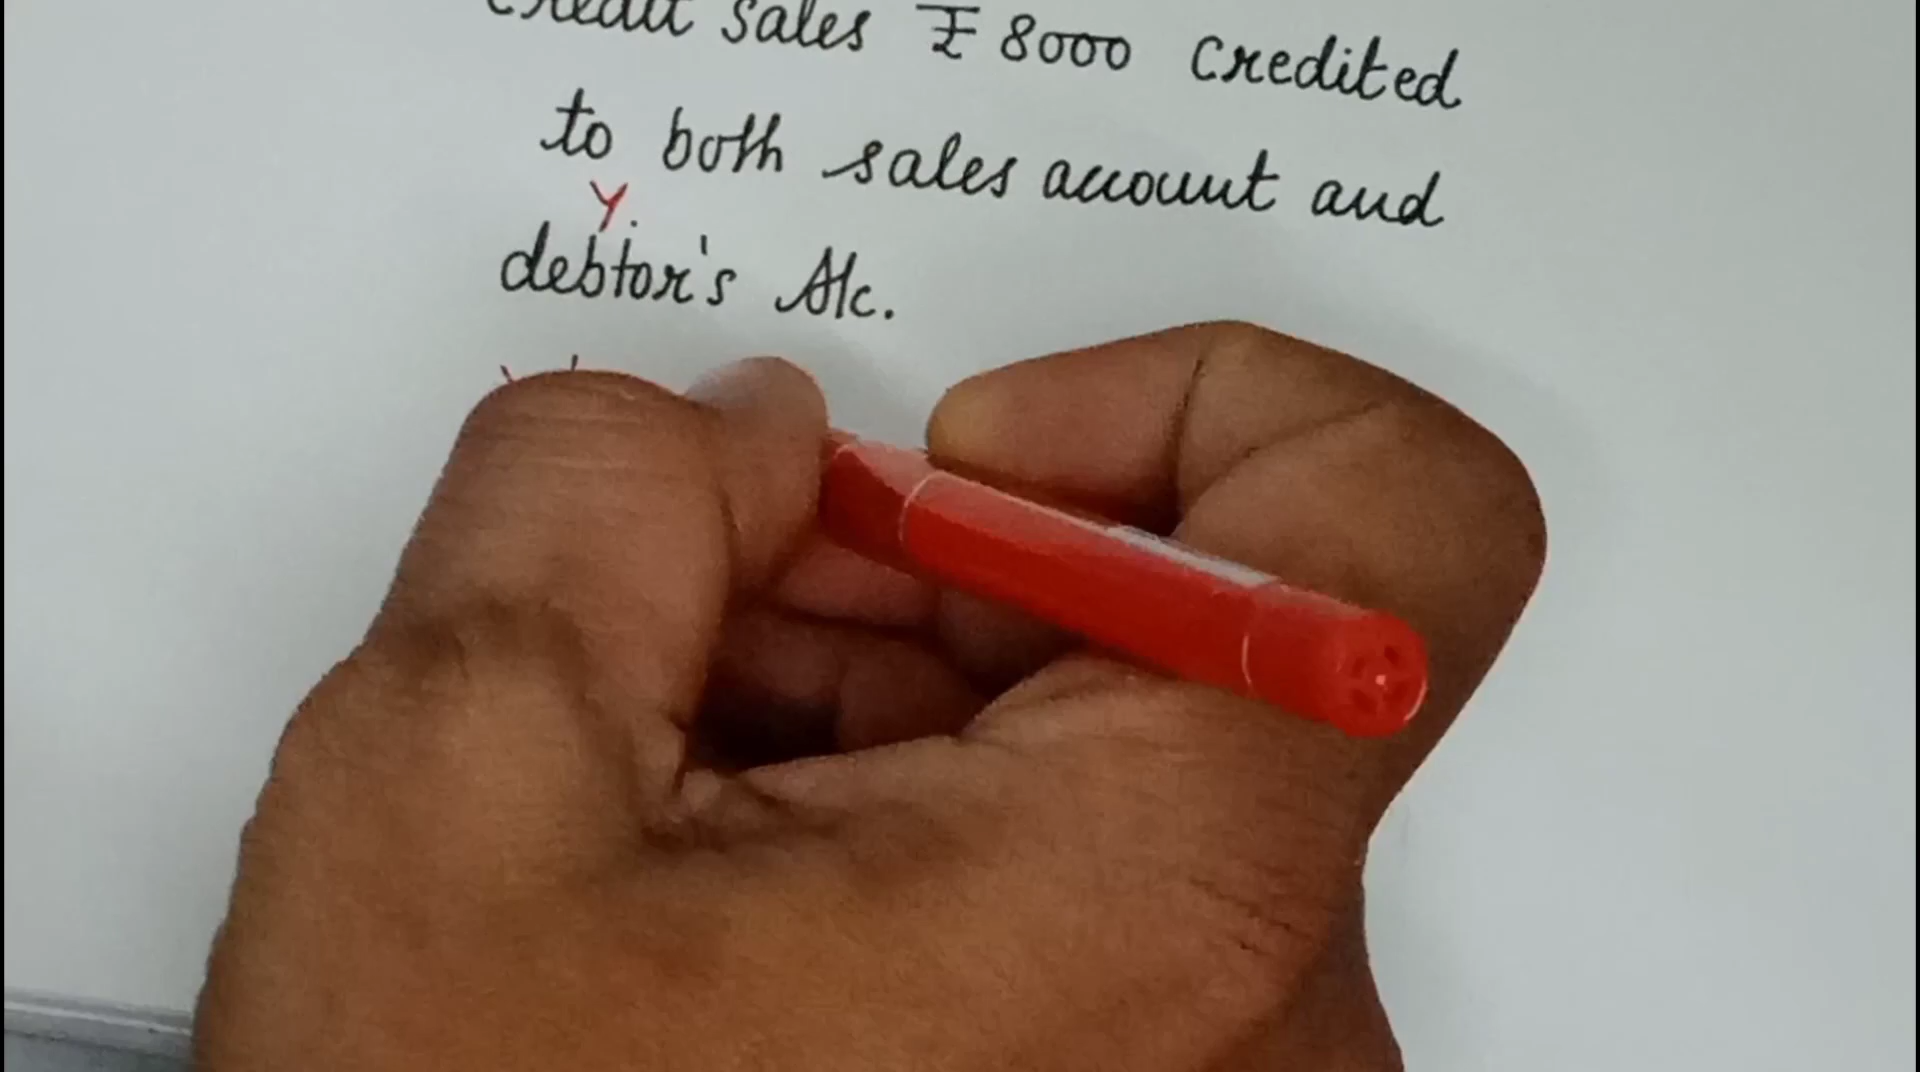 Credit sales ₹ 8000 credited
to both sales account and
Y.
debtor's A/c.